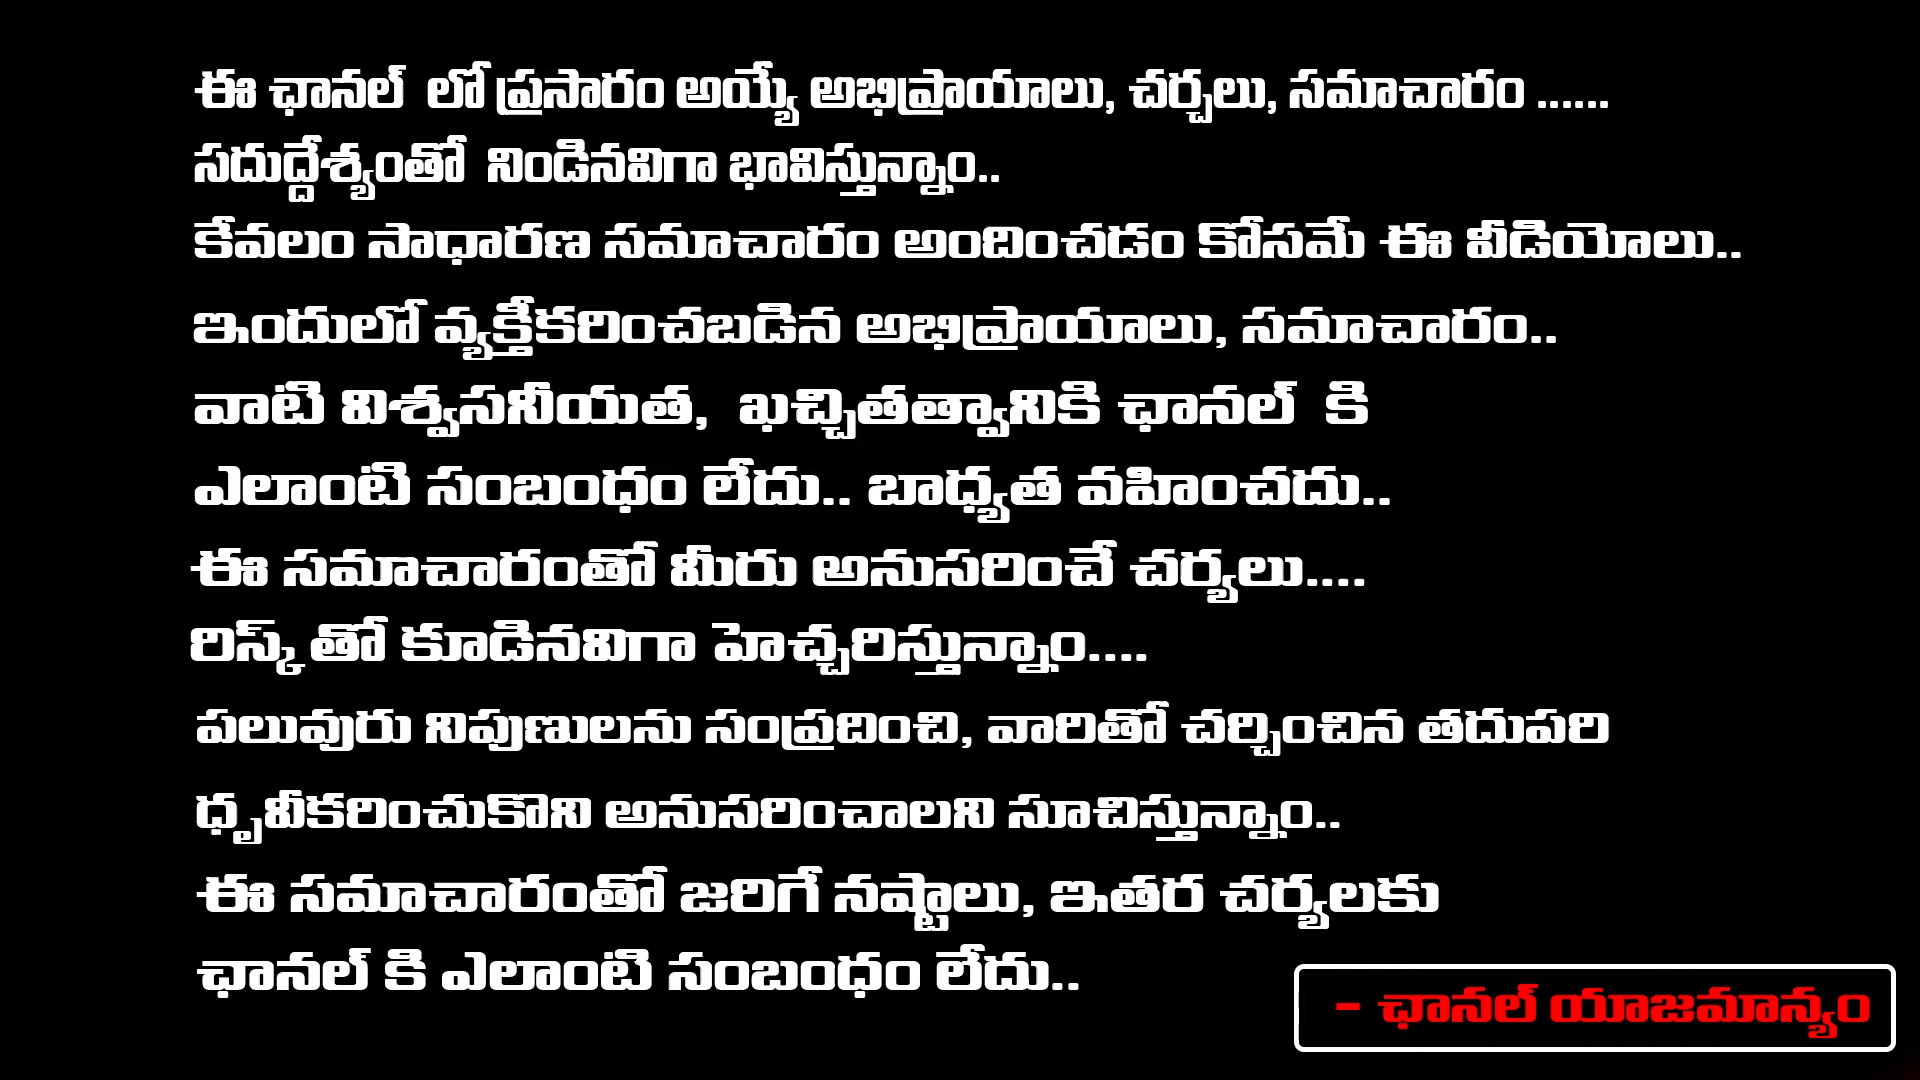 ఈ ఛానల్ లో ప్రసారం అయ్యే అభిప్రాయాలు, చర్చలు, సమాచారం ......
సదుద్దేశ్యంతో నిండినవిగా భావిస్తున్నాం..
కేవలం సాధారణ సమాచారం అందించడం కోసమే ఈ వీడియోలు..
ఇందులో వ్యక్తీకరించబడిన అభిప్రాయాలు, సమాచారం..
వాటి విశ్వసనీయత, ఖచ్చితత్వానికి ఛానల్ కి
ఎలాంటి సంబంధం లేదు.. బాధ్యత వహించదు..
ఈ సమాచారంతో మీరు అనుసరించే చర్యలు....
రిస్క్ తో కూడినవిగా హెచ్చరిస్తున్నాం....
పలువురు నిపుణులను సంప్రదించి, వారితో చర్చించిన తదుపరి
ధృవీకరించుకొని అనుసరించాలని సూచిస్తున్నాం..
ఈ సమాచారంతో జరిగే నష్టాలు, ఇతర చర్యలకు
ఛానల్ కి ఎలాంటి సంబంధం లేదు..
- ఛానల్ యాజమాన్యం